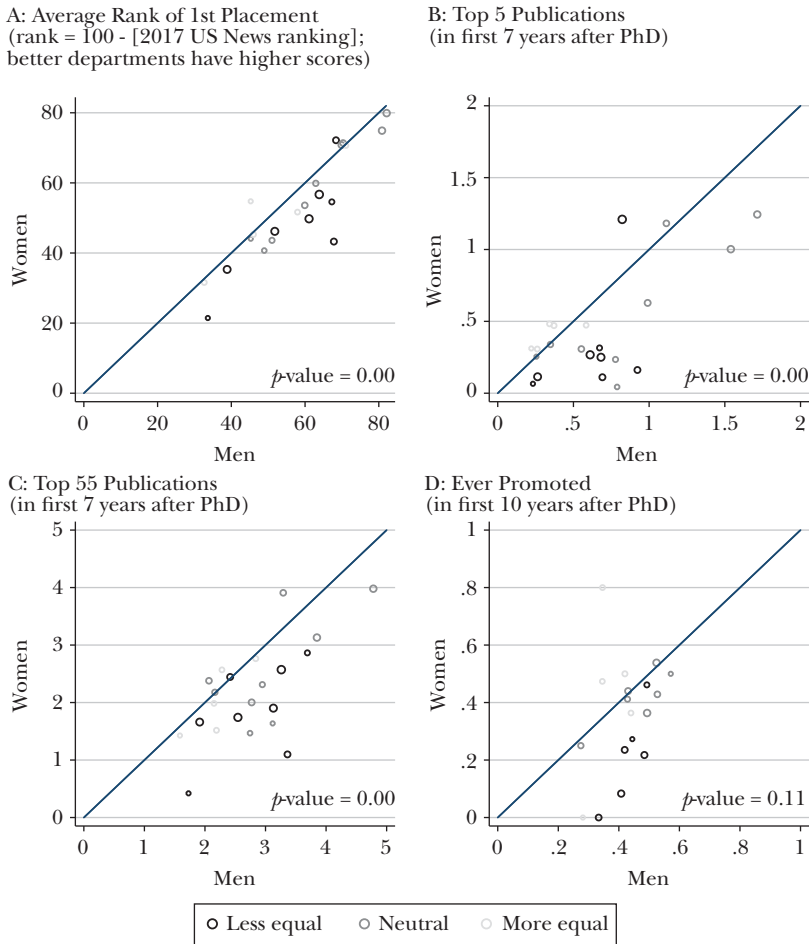 A: Average Rank of 1st Placement
(rank = 100 - [2017 US News ranking];
better departments have higher scores)
80
60
40
20
0
Women
0 20 40 60 80
Men
p-value = 0.00
B: Top 5 Publications
(in first 7 years after PhD)
2
1.5
1
.5
0
Women
0 .5 1 1.5 2
Men
p-value = 0.00
C: Top 55 Publications
(in first 7 years after PhD)
5
4
3
2
1
0
Women
0 1 2 3 4 5
Men
p-value = 0.00
D: Ever Promoted
(in first 10 years after PhD)
1
.8
.6
.4
.2
0
Women
0 .2 .4 .6 .8 1
Men
p-value = 0.11
Less equal Neutral More equal